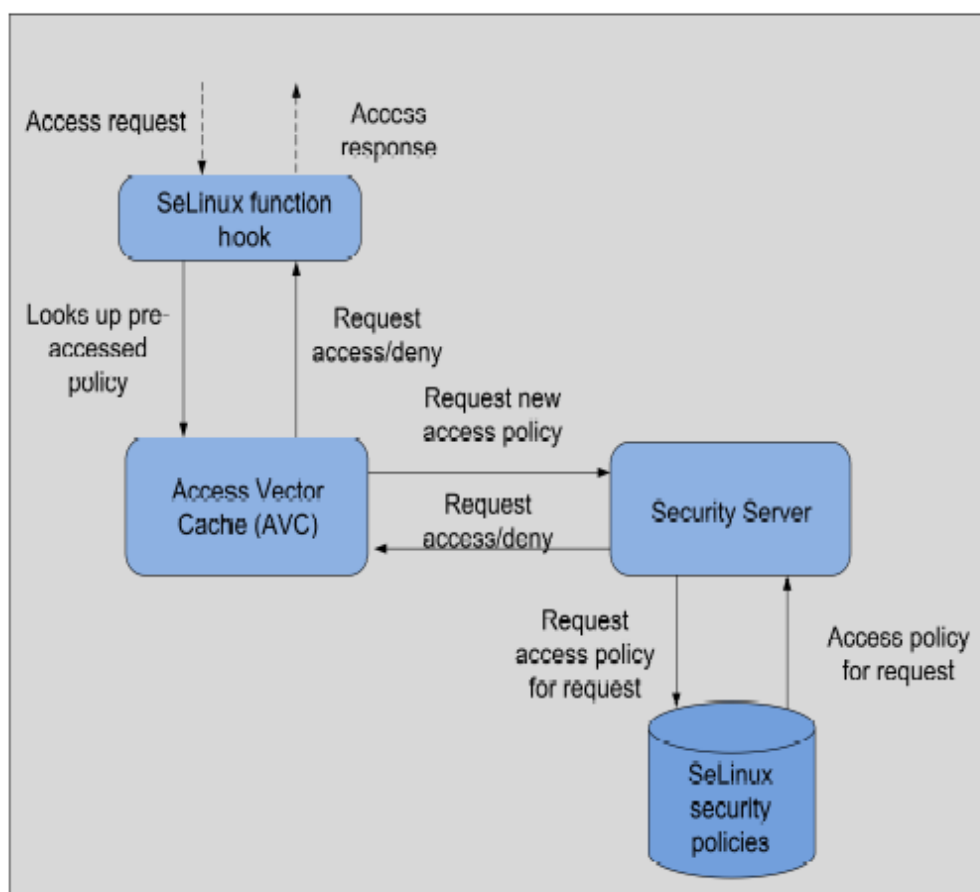 Access request
Access
response
SeLinux function
hook
Looks up pre-
accessed
policy
Request
access/deny
Request new
access policy
Access Vector
Cache (AVC)
Request
access/deny
Security Server
Request
access policy
for request
Access policy
for request
SeLinux
security
policies